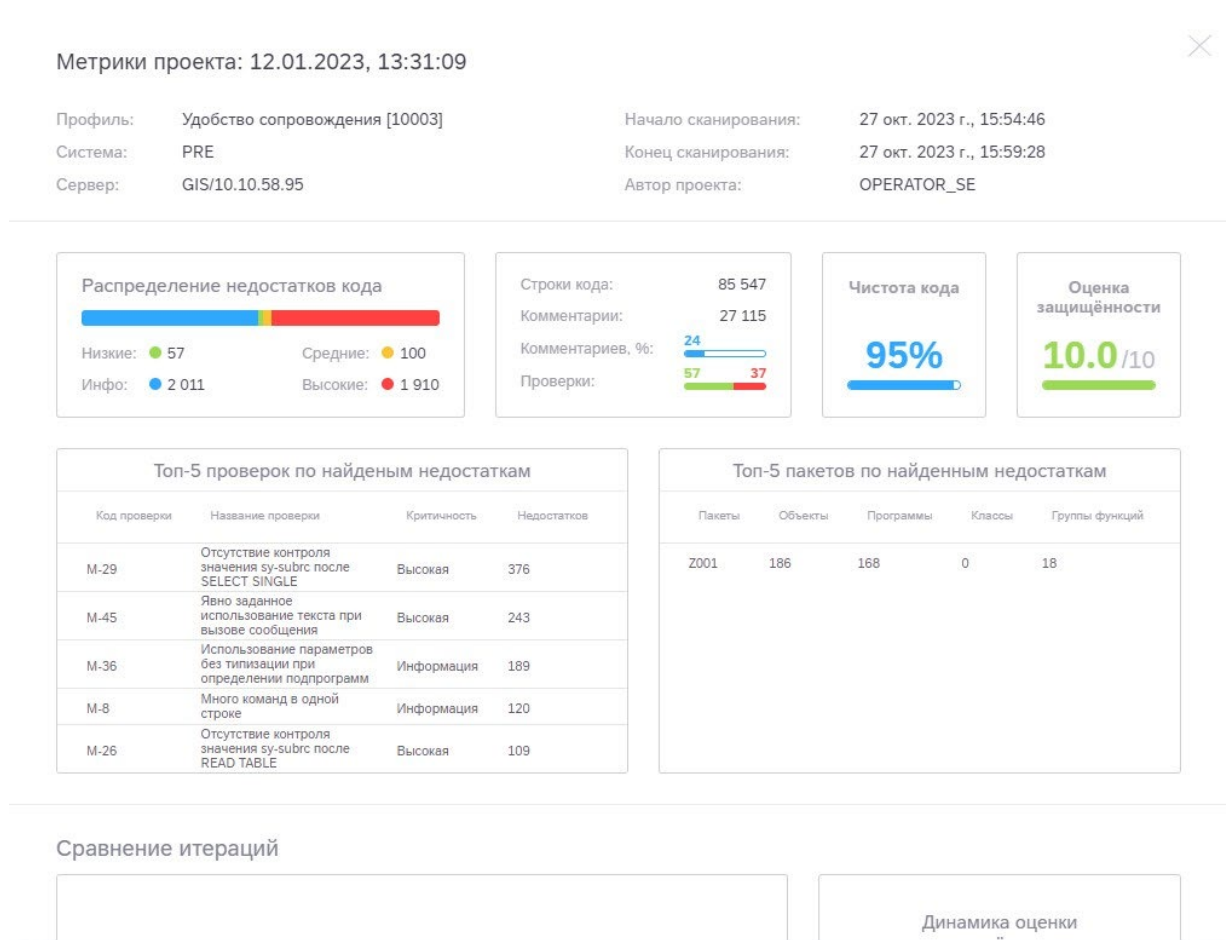 Метрики проекта: 12.01.2023, 13:31:09
Профиль: Удобство сопровождения [10003] Начало сканирования: 27 окт. 2023 г., 15:54:46
Система: PRE Конец сканирования: 27 окт. 2023 г., 15:59:28
Сервер: GIS/10.10.58.95 Автор проекта: OPERATOR_SE
Распределение недостатков кода
Низкие: 57 Средние: 100
Инфо: 2 011 Высокие: 1 910
Строки кода: 85 547
Комментарии: 27 115
Комментариев, %: 24
Проверки: 57 37
Чистота кода
95%
Оценка
защищённости
10.0 /10
Топ-5 проверок по найденым недостаткам
Код проверки Название проверки Критичность Недостатков
М-29 Отсутствие контроля
значения sy-subrc после
SELECT SINGLE Высокая 376
М-45 Явно заданное
использование текста при
вызове сообщения Высокая 243
М-36 Использование параметров
без типизации при
определении подпрограмм Информация 189
М-8 Много команд в одной
строке Информация 120
М-26 Отсутствие контроля
значения sy-subrc после
READ TABLE Высокая 109
Топ-5 пакетов по найденным недостаткам
Пакеты Объекты Программы Классы Группы функций
Z001 186 168 0 18
Сравнение итераций
Динамика оценки